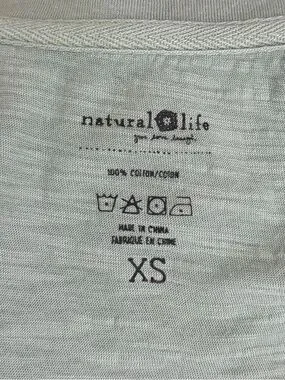 natural life
100% COTTON/COTON
MADE IN CHINA
FABRIQUÉ EN CHINE
XS